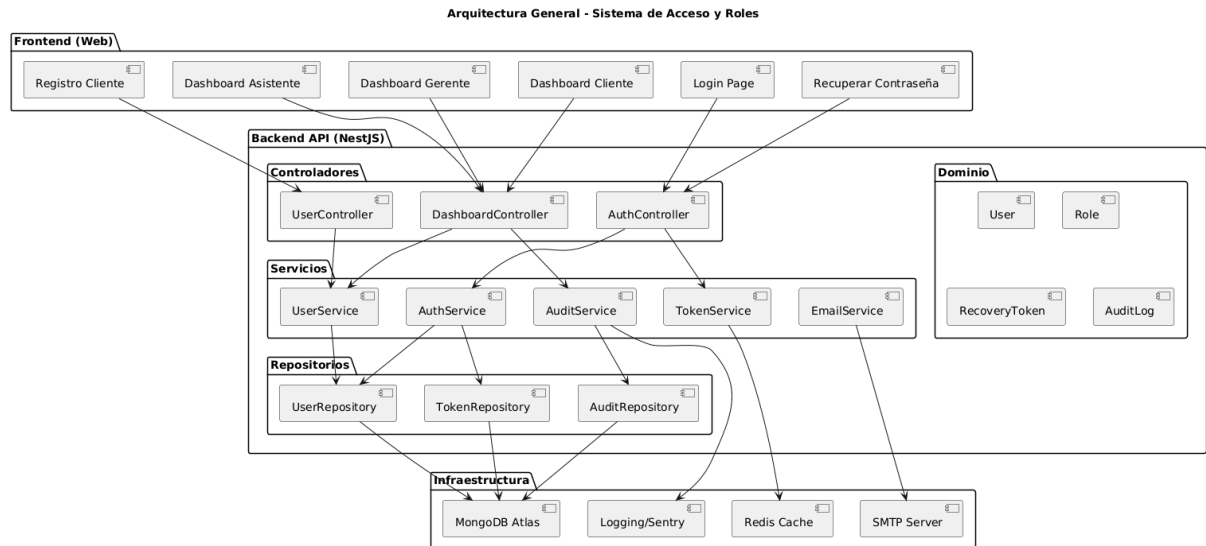 Arquitectura General - Sistema de Acceso y Roles
Frontend (Web)
Registro Cliente
Dashboard Asistente
Dashboard Gerente
Dashboard Cliente
Login Page
Recuperar Contraseña
Backend API (NestJS)
Controladores
UserController
DashboardController
AuthController
Dominio
User
Role
RecoveryToken
AuditLog
Servicios
UserService
AuthService
AuditService
TokenService
EmailService
Repositorios
UserRepository
TokenRepository
AuditRepository
Infraestructura
MongoDB Atlas
Logging/Sentry
Redis Cache
SMTP Server